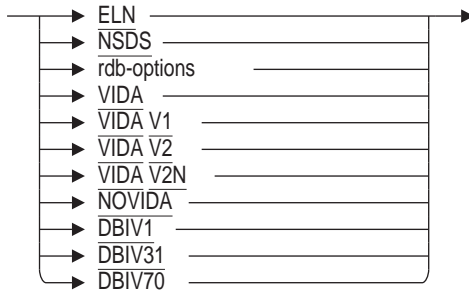 ELN
NSDS
rdb-options
VIDA
VIDA V1
VIDA V2
VIDA V2N
NOVIDA
DBIV1
DBIV31
DBIV70